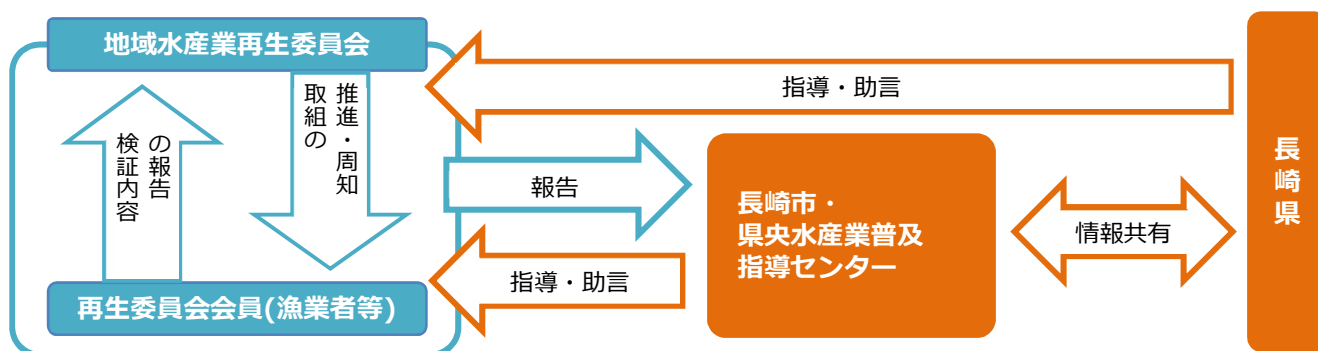 地域水産業再生委員会
指導・助言
取組の
推進・周知
検証内容
の報告
報告
長崎市・
県央水産業普及
指導センター
情報共有
長崎県
指導・助言
再生委員会会員(漁業者等)